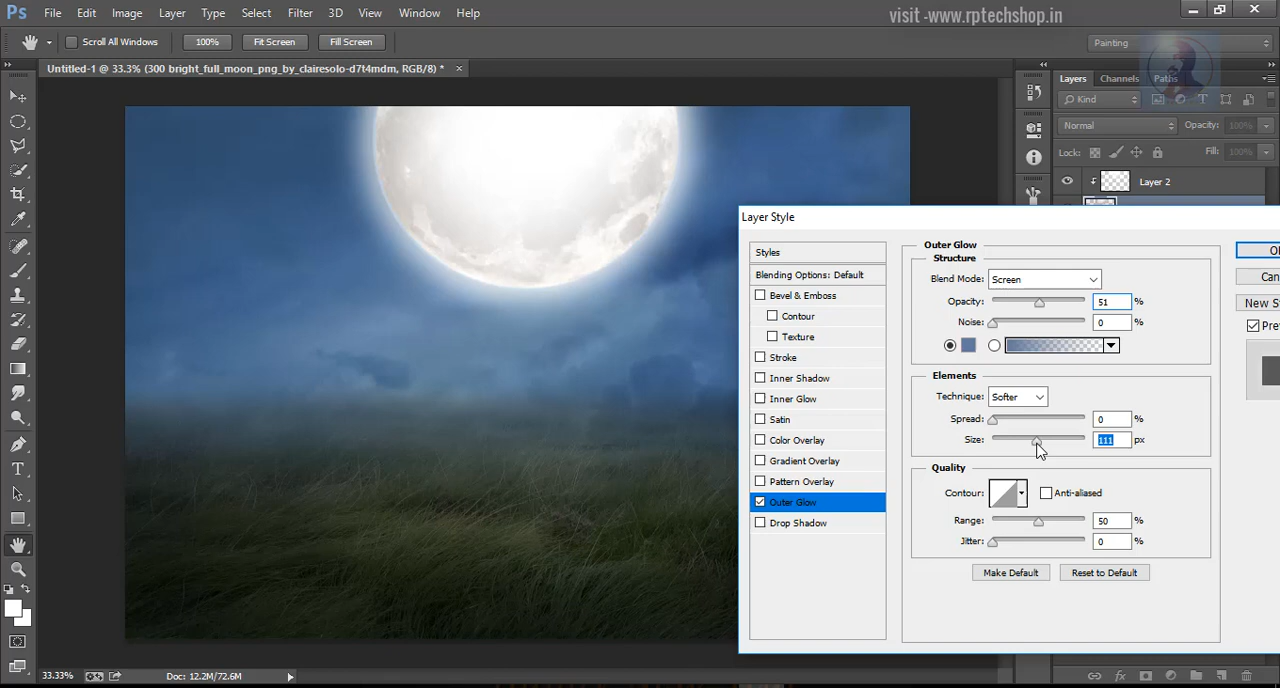 Ps File Edit Image Layer Type Select Filter 3D View Window Help
visit -www.rptechshop.in
Scroll All Windows 100% Fit Screen Fill Screen Painting
Untitled-1 @ 33.3% (300 bright_full_moon_png_by_clairesolo-d7t4mdm, RGB/8) * ×
Layers Channels Paths
Kind
Normal Opacity: 100%
Lock: Fill: 100%
Layer 2
Layer Style
Styles
Blending Options: Default
Bevel & Emboss
Contour
Texture
Stroke
Inner Shadow
Inner Glow
Satin
Color Overlay
Gradient Overlay
Pattern Overlay
Outer Glow
Drop Shadow
Outer Glow
Structure
Blend Mode: Screen
Opacity: 51 %
Noise: 0 %
Elements
Technique: Softer
Spread: 0 %
Size: 111 px
Quality
Contour: Anti-aliased
Range: 50 %
Jitter: 0 %
Make Default Reset to Default
O
Can
New S
Pre
33.33% Doc: 12.2M/72.6M
fx